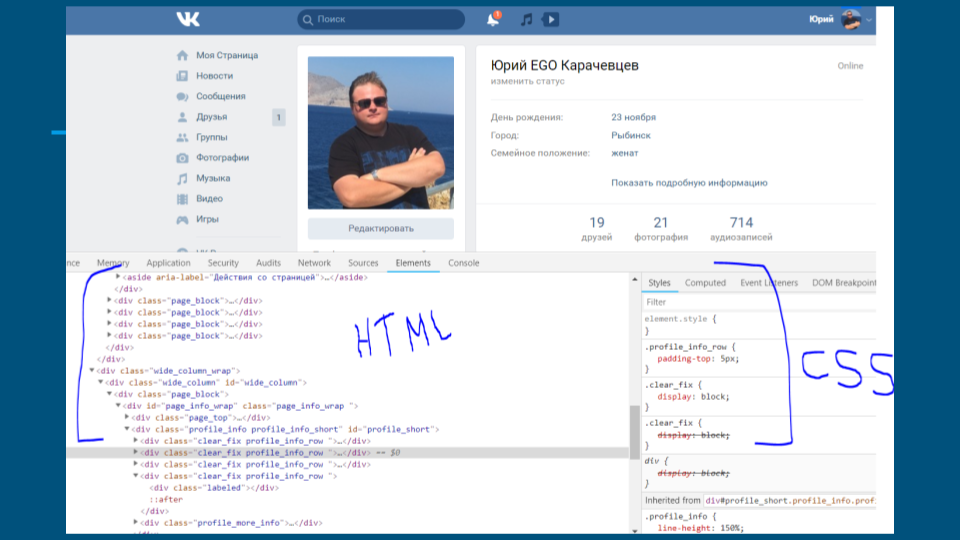 Поиск
1
Юрий
Моя Страница
Новости
Сообщения
Друзья
1
Группы
Фотографии
Музыка
Видео
Игры
Редактировать
Юрий EGO Карачевцев
Online
изменить статус
День рождения: 23 ноября
Город: Рыбинск
Семейное положение: женат
Показать подробную информацию
19 21 714
друзей фотография аудиозаписей
nce Memory Application Security Audits Network Sources Elements Console
<aside aria-label="Действия со страницей">…</aside>
</div>
<div class="page_block">…</div>
<div class="page_block">…</div>
<div class="page_block">…</div>
<div class="page_block">…</div>
</div>
</div>
<div class="wide_column_wrap">
<div class="wide_column" id="wide_column">
<div class="page_block">
<div id="page_info_wrap" class="page_info_wrap ">
<div class="page_top">…</div>
<div class="profile_info profile_info_short" id="profile_short">
<div class="clear_fix profile_info_row ">…</div>
<div class="clear_fix profile_info_row ">…</div> == $0
<div class="clear_fix profile_info_row ">…</div>
<div class="clear_fix profile_info_row ">
<div class="labeled"></div>
::after
</div>
<div class="profile_more_info">…</div>
HTML
Styles Computed Event Listeners DOM Breakpoint
Filter
element.style {
}
.profile_info_row {
padding-top: 5px;
}
.clear_fix {
display: block;
}
.clear_fix {
display: block;
}
div {
display: block;
}
Inherited from div#profile_short.profile_info.prof
.profile_info {
line-height: 150%;
CSS